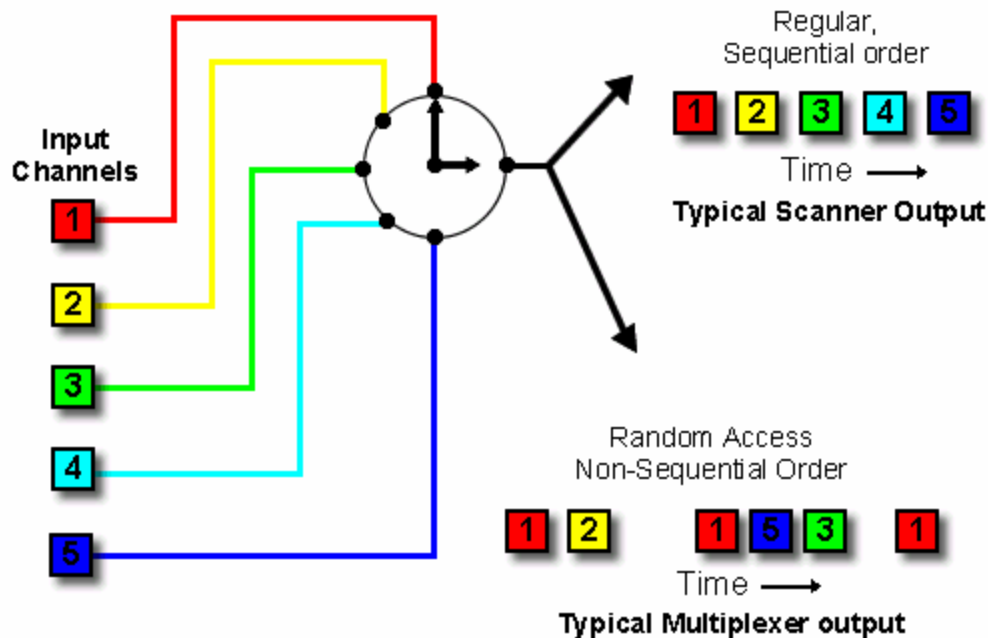 Regular,
Sequential order
1 2 3 4 5
Time
Typical Scanner Output
Input
Channels
1
2
3
4
5
Random Access
Non-Sequential Order
1 2 1 5 3 1
Time
Typical Multiplexer output